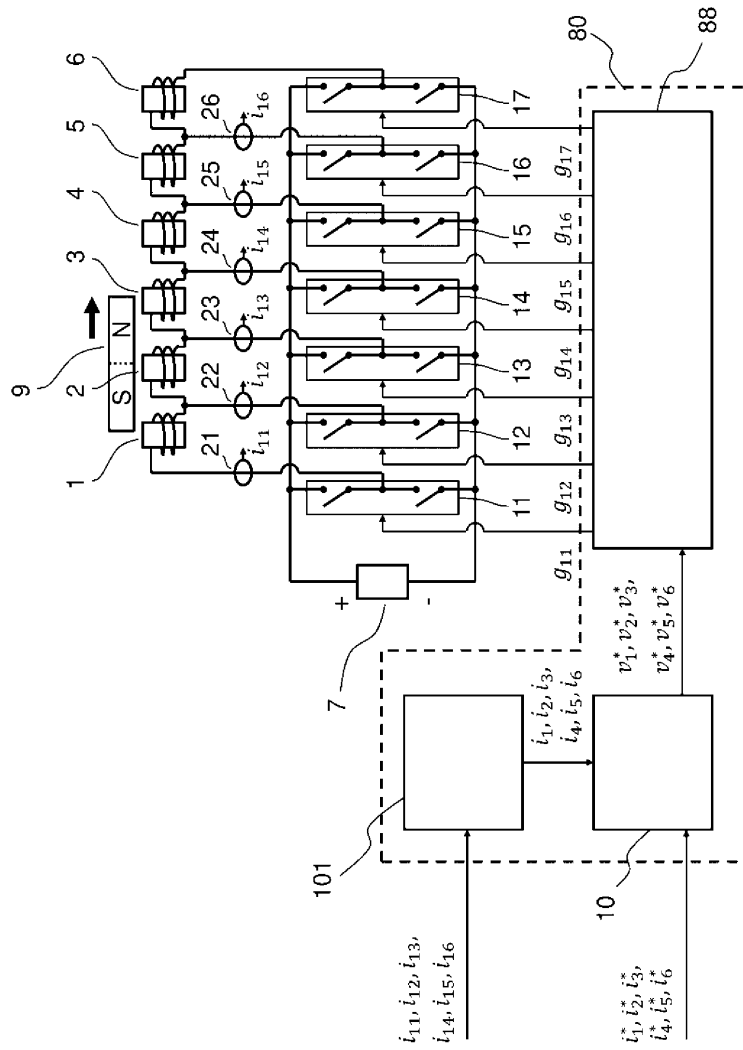 1
2
9
3
4
5
6
S
N
21
22
23
24
25
26
i11
i12
i13
i14
i15
i16
7
+
-
11
12
13
14
15
16
17
g11
g12
g13
g14
g15
g16
g17
80
88
101
10
i11, i12, i13,
i14, i15, i16
i1, i2, i3,
i4, i5, i6
i1*, i2*, i3*,
i4*, i5*, i6*
v1*, v2*, v3*,
v4*, v5*, v6*